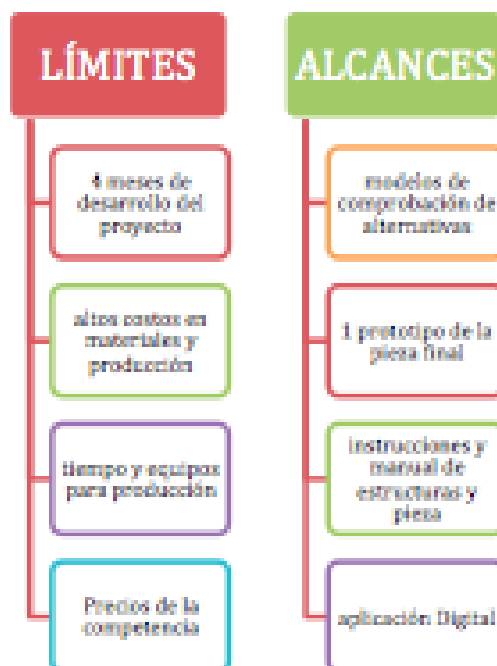 LÍMITES
4 meses de
desarrollo del
proyecto
altos costos en
materiales y
producción
tiempo y equipos
para producción
Precios de la
competencia
ALCANCES
modelos de
comprobación de
alternativas
1 prototipo de la
pieza final
instrucciones y
manual de
estructuras y
pieza
aplicación Digital